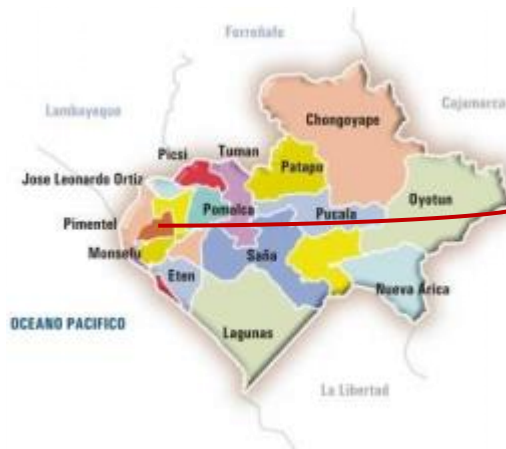 Ferreñafe
Lambayeque
Cajamarca
Chongoyape
Picsi
Tuman
Patapo
Jose Leonardo Ortiz
Oyotun
Pomalca
Pucala
Pimentel
Monsefu
Saña
Eten
Nueva Arica
OCEANO PACIFICO
Lagunas
La Libertad